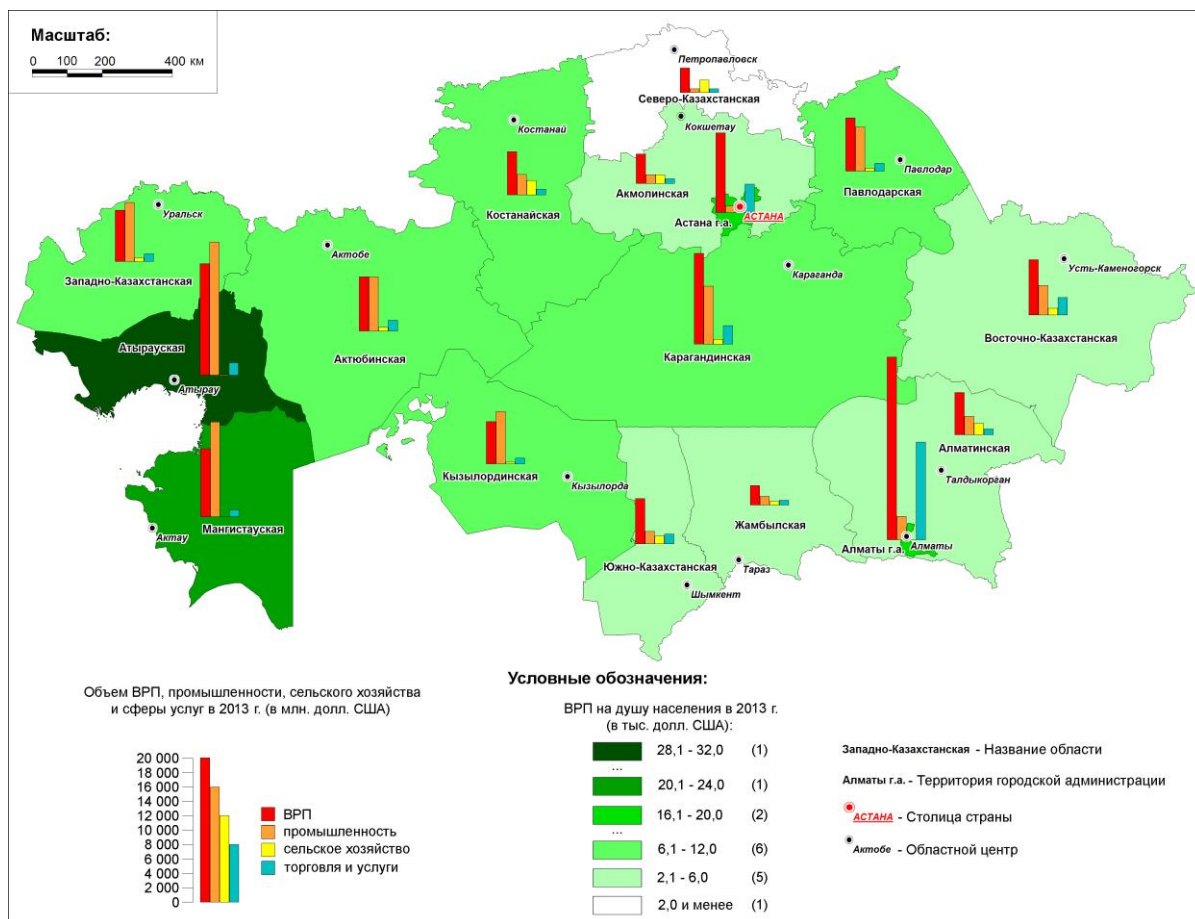 Масштаб:
0 100 200 400 км
Петропавловск
Северо-Казахстанская
Костанай
Кокшетау
Костанайская
Акмолинская
Астана г.а.
АСТАНА
Павлодар
Павлодарская
Уральск
Западно-Казахстанская
Актобе
Актюбинская
Караганда
Карагандинская
Усть-Каменогорск
Восточно-Казахстанская
Атырауская
Атырау
Мангистауская
Актау
Кызылординская
Кызылорда
Жамбылская
Тараз
Южно-Казахстанская
Шымкент
Алматинская
Талдыкорган
Алматы г.а.
Алматы
Объем ВРП, промышленности, сельского хозяйства
и сферы услуг в 2013 г. (в млн. долл. США)
20 000
18 000
16 000
14 000
12 000
10 000
8 000
6 000
4 000
2 000
0
ВРП
промышленность
сельское хозяйство
торговля и услуги
Условные обозначения:
ВРП на душу населения в 2013 г.
(в тыс. долл. США):
28,1 - 32,0 (1)
...
20,1 - 24,0 (1)
16,1 - 20,0 (2)
...
6,1 - 12,0 (6)
2,1 - 6,0 (5)
2,0 и менее (1)
Западно-Казахстанская - Название области
Алматы г.а. - Территория городской администрации
АСТАНА - Столица страны
Актобе - Областной центр